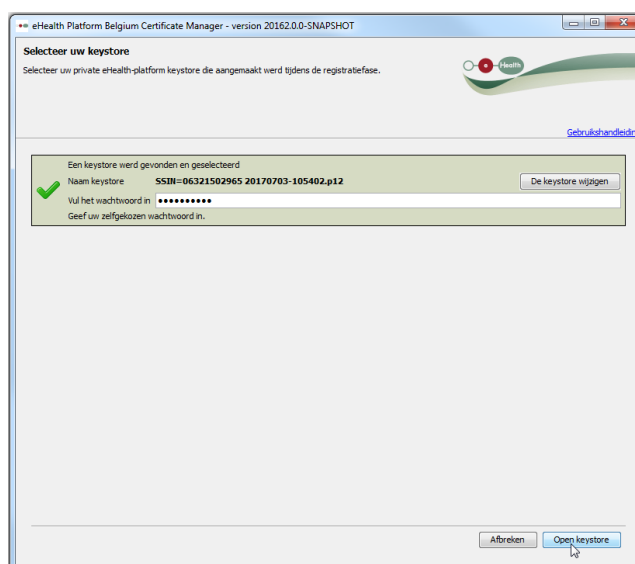 eHealth Platform Belgium Certificate Manager - version 20162.0.0-SNAPSHOT
Selecteer uw keystore
Selecteer uw private eHealth-platform keystore die aangemaakt werd tijdens de registratiefase.
Health
Gebruikshandleidin
Een keystore werd gevonden en geselecteerd
Naam keystore SSIN=06321502965 20170703-105402.p12 De keystore wijzigen
Vul het wachtwoord in ••••••••••
Geef uw zelfgekozen wachtwoord in.
Afbreken Open keystore